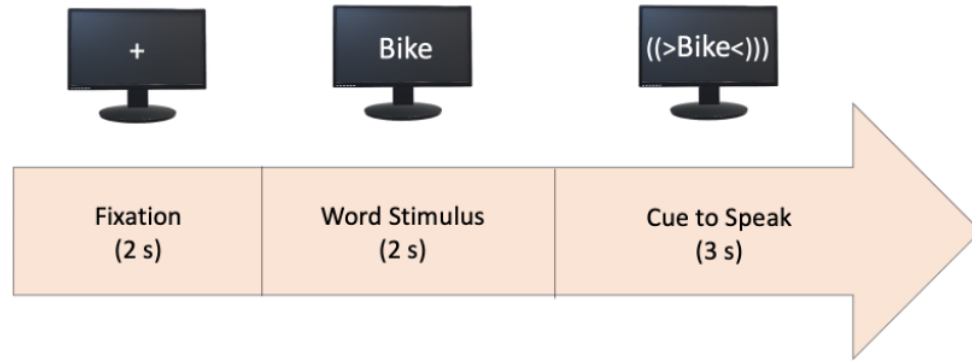 +
Bike
((>Bike<)))
Fixation
(2 s)
Word Stimulus
(2 s)
Cue to Speak
(3 s)